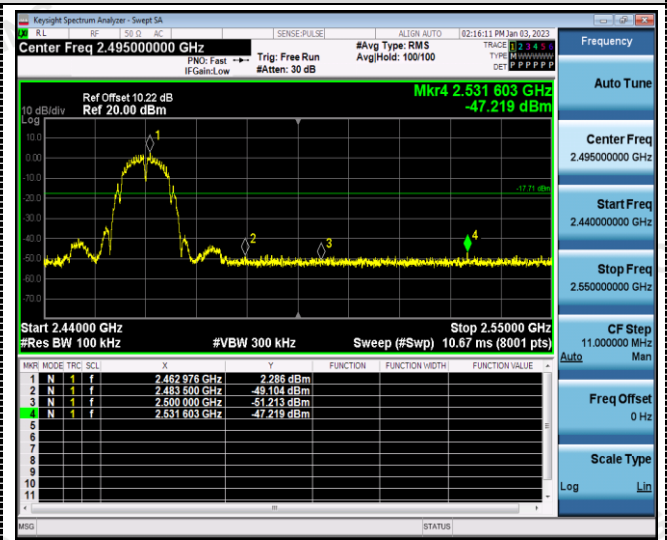 Keysight Spectrum Analyzer - Swept SA
RL RF 50 Ω AC SENSE:PULSE ALIGN AUTO 02:16:11 PM Jan 03, 2023
Center Freq 2.495000000 GHz
#Avg Type: RMS
TRACE 1 2 3 4 5 6
PNO: Fast Trig: Free Run Avg|Hold: 100/100
TYPE M WWWWW
IFGain:Low #Atten: 30 dB
DET P P P P P P
Mkr4 2.531 603 GHz
-47.219 dBm
Ref Offset 10.22 dB
10 dB/div Ref 20.00 dBm
Log
10.0
0.00
-10.0
-20.0
-30.0
-40.0
-50.0
-60.0
-70.0
1
2
3
4
-17.71 dBm
Start 2.44000 GHz Stop 2.55000 GHz
#Res BW 100 kHz #VBW 300 kHz Sweep (#Swp) 10.67 ms (8001 pts)
MKR MODE TRC SCL X Y FUNCTION FUNCTION WIDTH FUNCTION VALUE
1 N 1 f 2.462 976 GHz 2.286 dBm
2 N 1 f 2.483 500 GHz -49.104 dBm
3 N 1 f 2.500 000 GHz -51.213 dBm
4 N 1 f 2.531 603 GHz -47.219 dBm
5
6
7
8
9
10
11
MSG STATUS
Frequency
Auto Tune
Center Freq
2.495000000 GHz
Start Freq
2.440000000 GHz
Stop Freq
2.550000000 GHz
CF Step
11.000000 MHz
Auto Man
Freq Offset
0 Hz
Scale Type
Log Lin